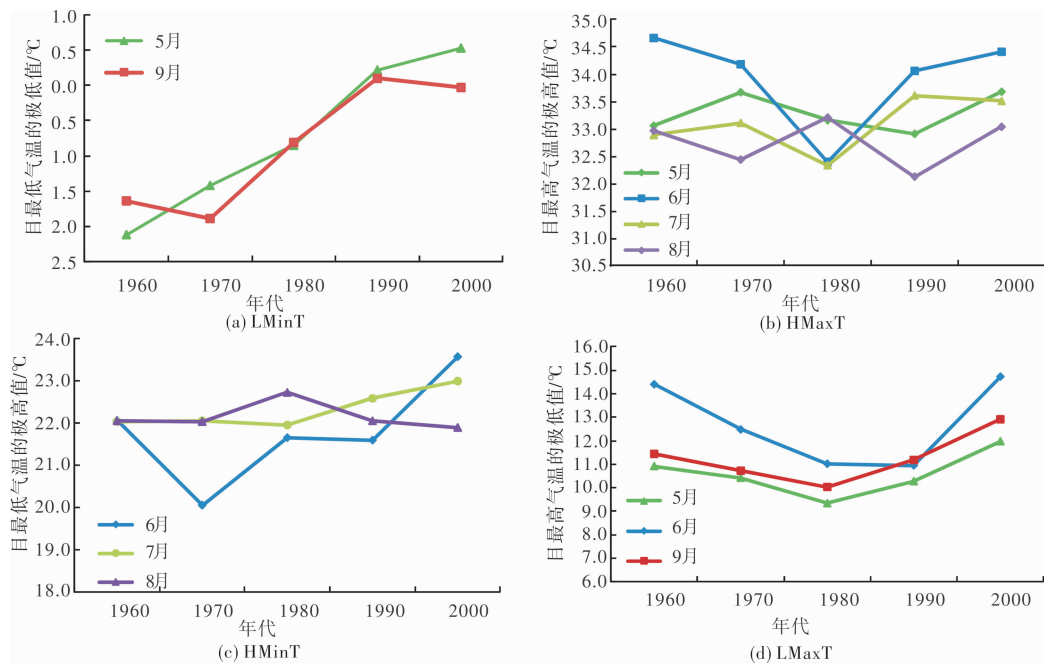 1.0
0.5
0.0
0.5
1.0
1.5
2.0
2.5
日最低气温的极低值/℃
5月
9月
1960 1970 1980 1990 2000
年代
(a) LMinT
35.0
34.5
34.0
33.5
33.0
32.5
32.0
31.5
31.0
30.5
日最高气温的极高值/℃
5月
6月
7月
8月
1960 1970 1980 1990 2000
年代
(b) HMaxT
24.0
23.0
22.0
21.0
20.0
19.0
18.0
日最低气温的极高值/℃
6月
7月
8月
1960 1970 1980 1990 2000
年代
(c) HMinT
16.0
15.0
14.0
13.0
12.0
11.0
10.0
9.0
8.0
7.0
6.0
日最高气温的极低值/℃
5月
6月
9月
1960 1970 1980 1990 2000
年代
(d) LMaxT